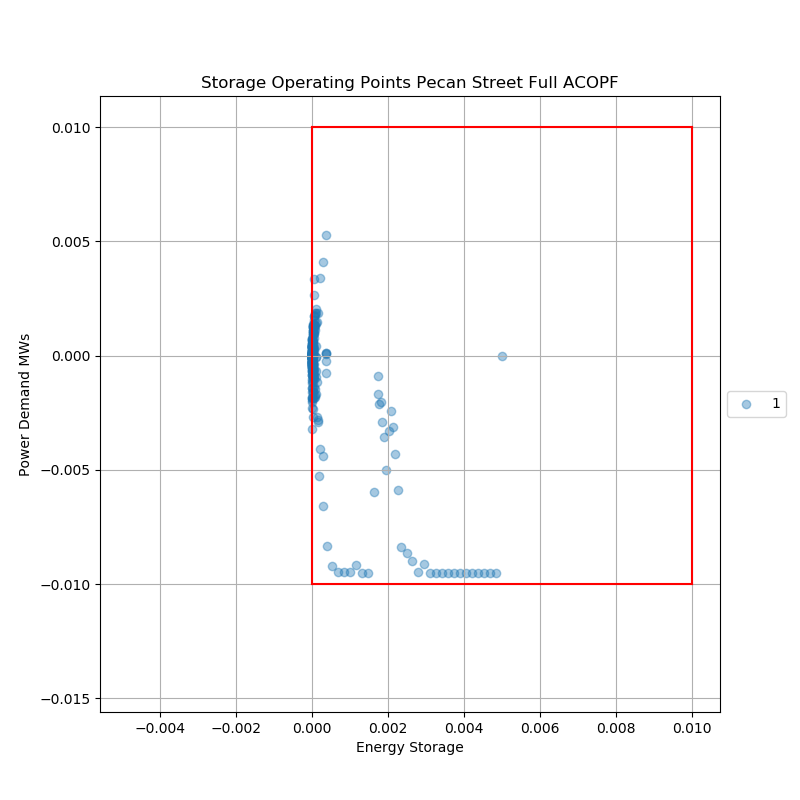 Storage Operating Points Pecan Street Full ACOPF
0.010
0.005
0.000
−0.005
−0.010
−0.015
Power Demand MWs
−0.004 −0.002 0.000 0.002 0.004 0.006 0.008 0.010
Energy Storage
1